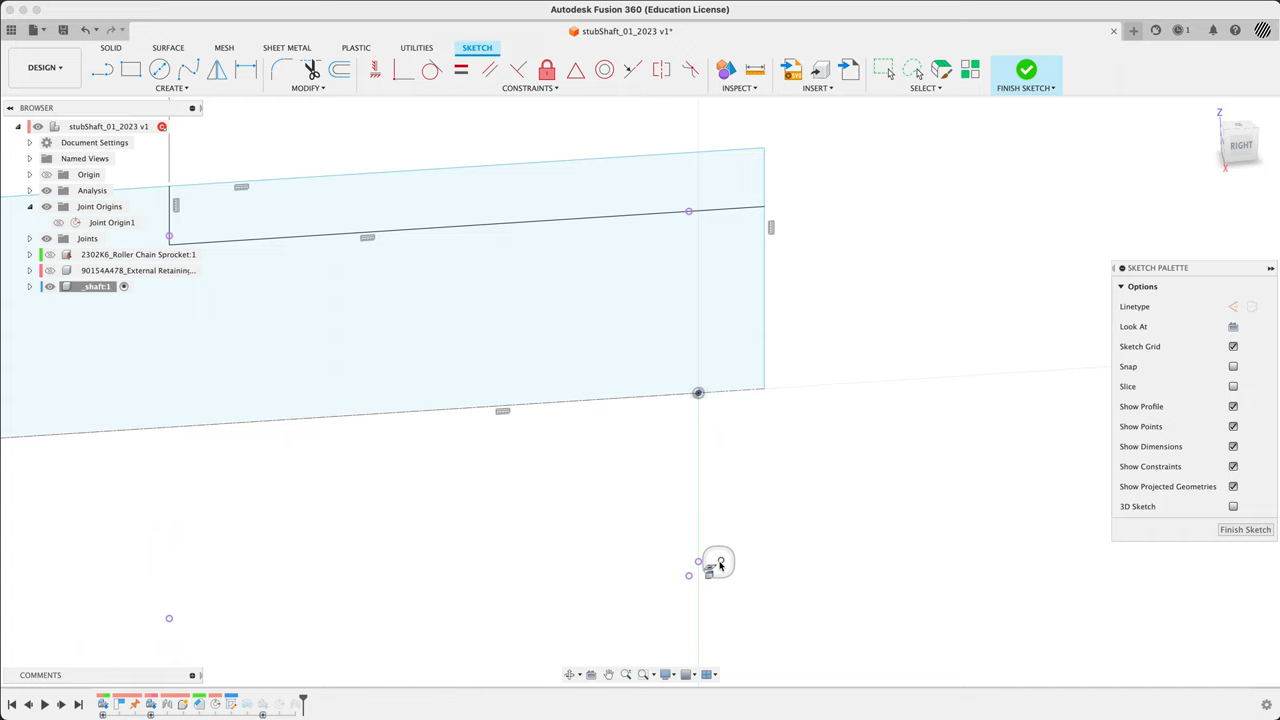 Autodesk Fusion 360 (Education License)
stubShaft_01_2023 v1*
1
DESIGN
SOLID
SURFACE
MESH
SHEET METAL
PLASTIC
UTILITIES
SKETCH
CREATE
MODIFY
CONSTRAINTS
INSPECT
INSERT
SELECT
FINISH SKETCH
BROWSER
stubShaft_01_2023 v1
Document Settings
Named Views
Origin
Analysis
Joint Origins
Joint Origin1
Joints
2302K6_Roller Chain Sprocket:1
90154A478_External Retaining...
_shaft:1
Z
RIGHT
X
SKETCH PALETTE
Options
Linetype
Look At
Sketch Grid
Snap
Slice
Show Profile
Show Points
Show Dimensions
Show Constraints
Show Projected Geometries
3D Sketch
Finish Sketch
COMMENTS